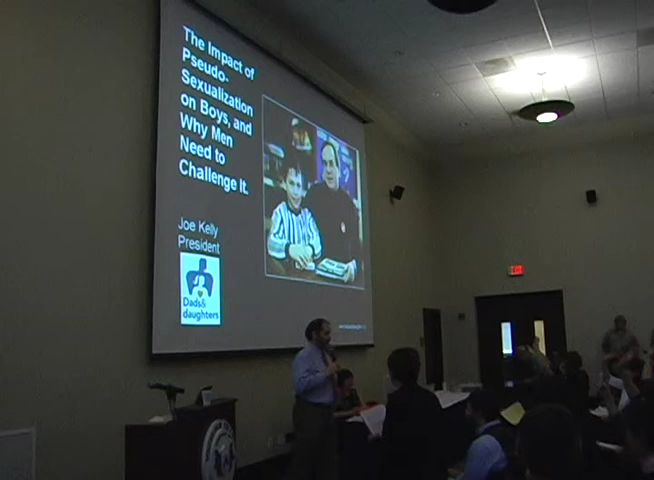 The Impact of
Pseudo-
Sexualization
on Boys, and
Why Men
Need to
Challenge It.
Joe Kelly
President
Dads&
daughters
EXIT